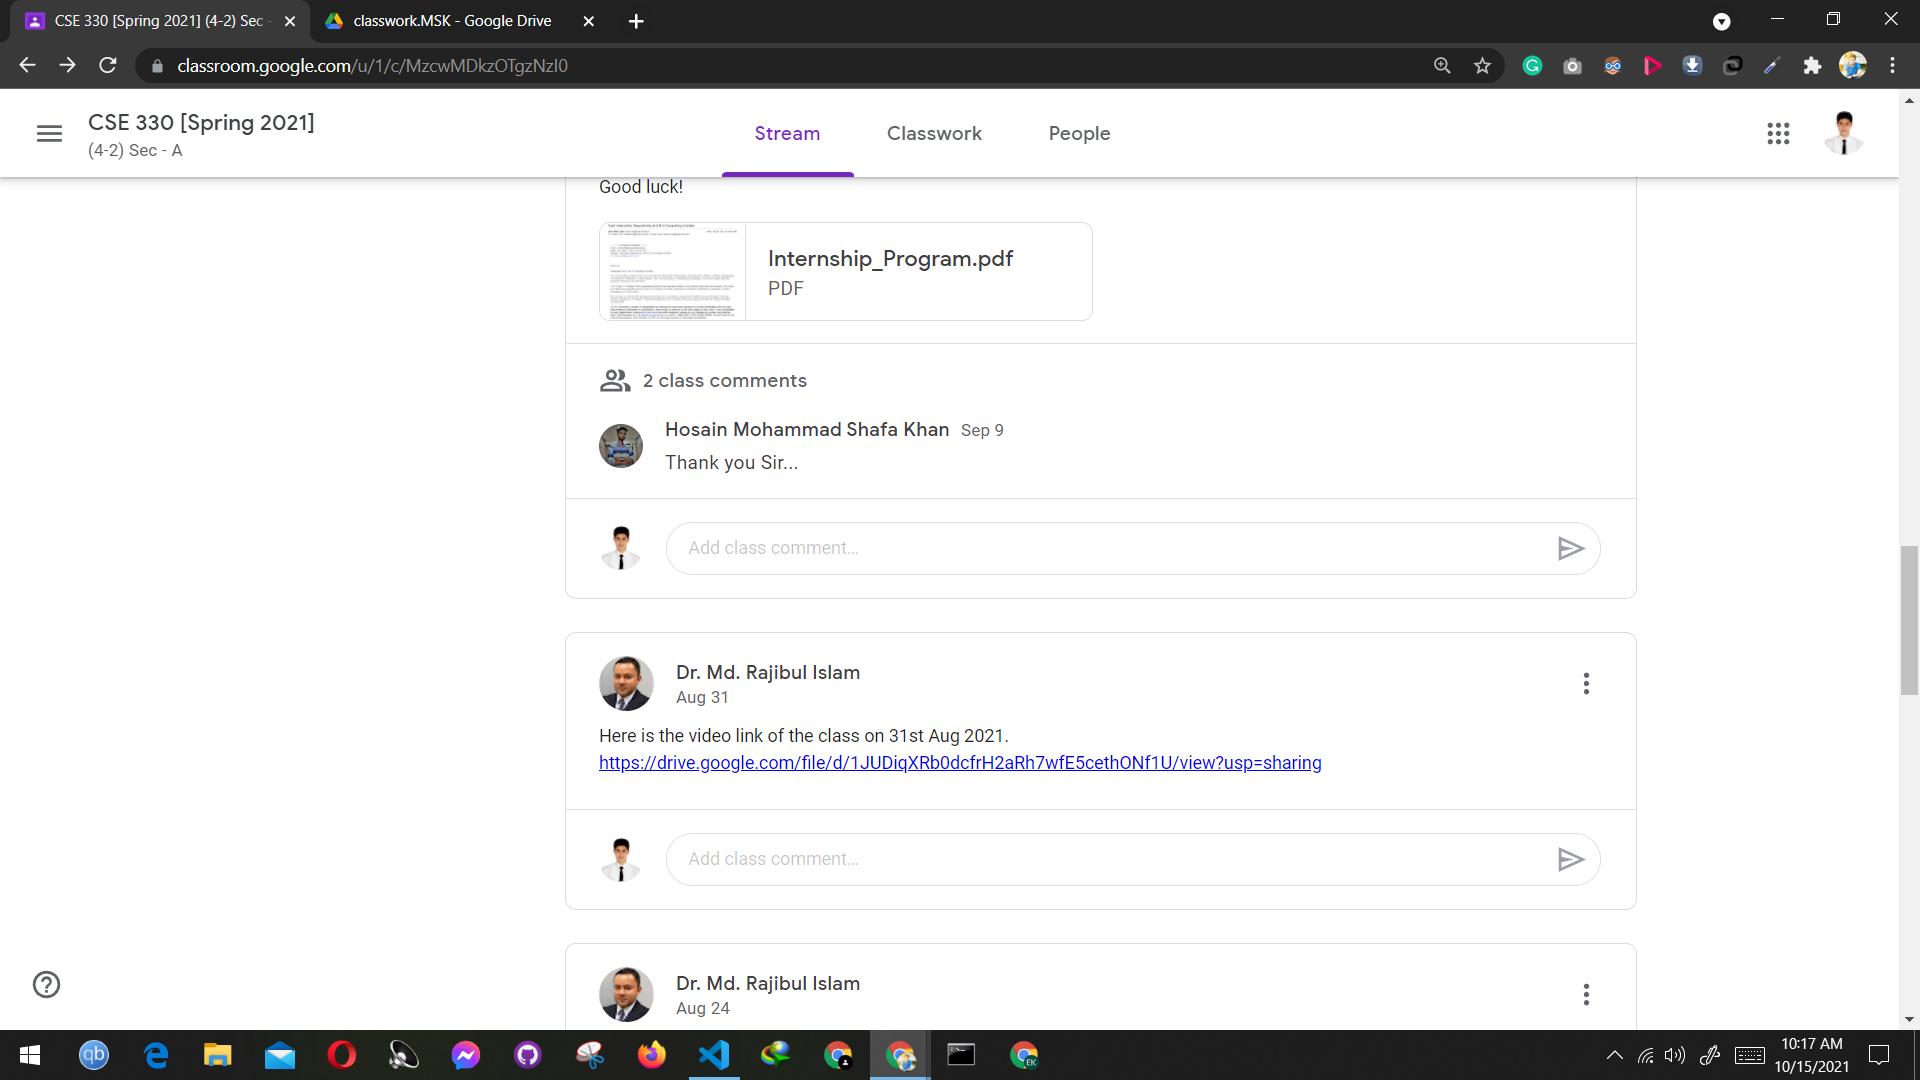 CSE 330 [Spring 2021] (4-2) Sec -
classwork.MSK - Google Drive
classroom.google.com/u/1/c/MzcwMDkzOTgzNzI0
CSE 330 [Spring 2021]
(4-2) Sec - A
Stream
Classwork
People
Good luck!
Internship_Program.pdf
PDF
2 class comments
Hosain Mohammad Shafa Khan Sep 9
Thank you Sir...
Add class comment...
Dr. Md. Rajibul Islam
Aug 31
Here is the video link of the class on 31st Aug 2021.
https://drive.google.com/file/d/1JUDiqXRb0dcfrH2aRh7wfE5cethONf1U/view?usp=sharing
Add class comment...
Dr. Md. Rajibul Islam
Aug 24
qb
EK
10:17 AM
10/15/2021